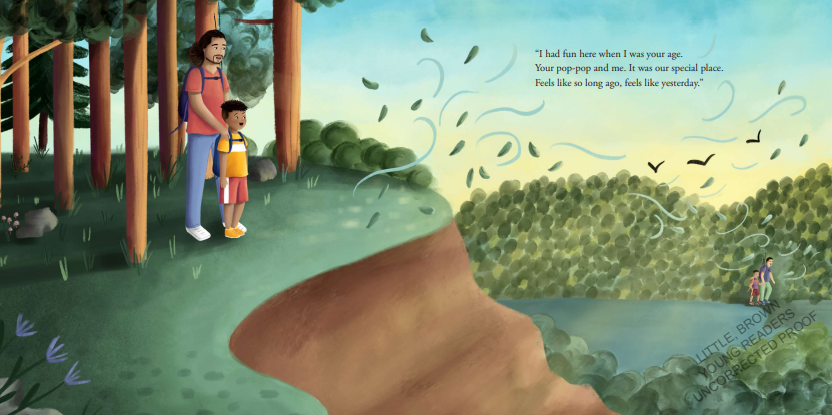 “I had fun here when I was your age.
Your pop-pop and me. It was our special place.
Feels like so long ago, feels like yesterday.”
LITTLE, BROWN
YOUNG READERS
UNCORRECTED PROOF